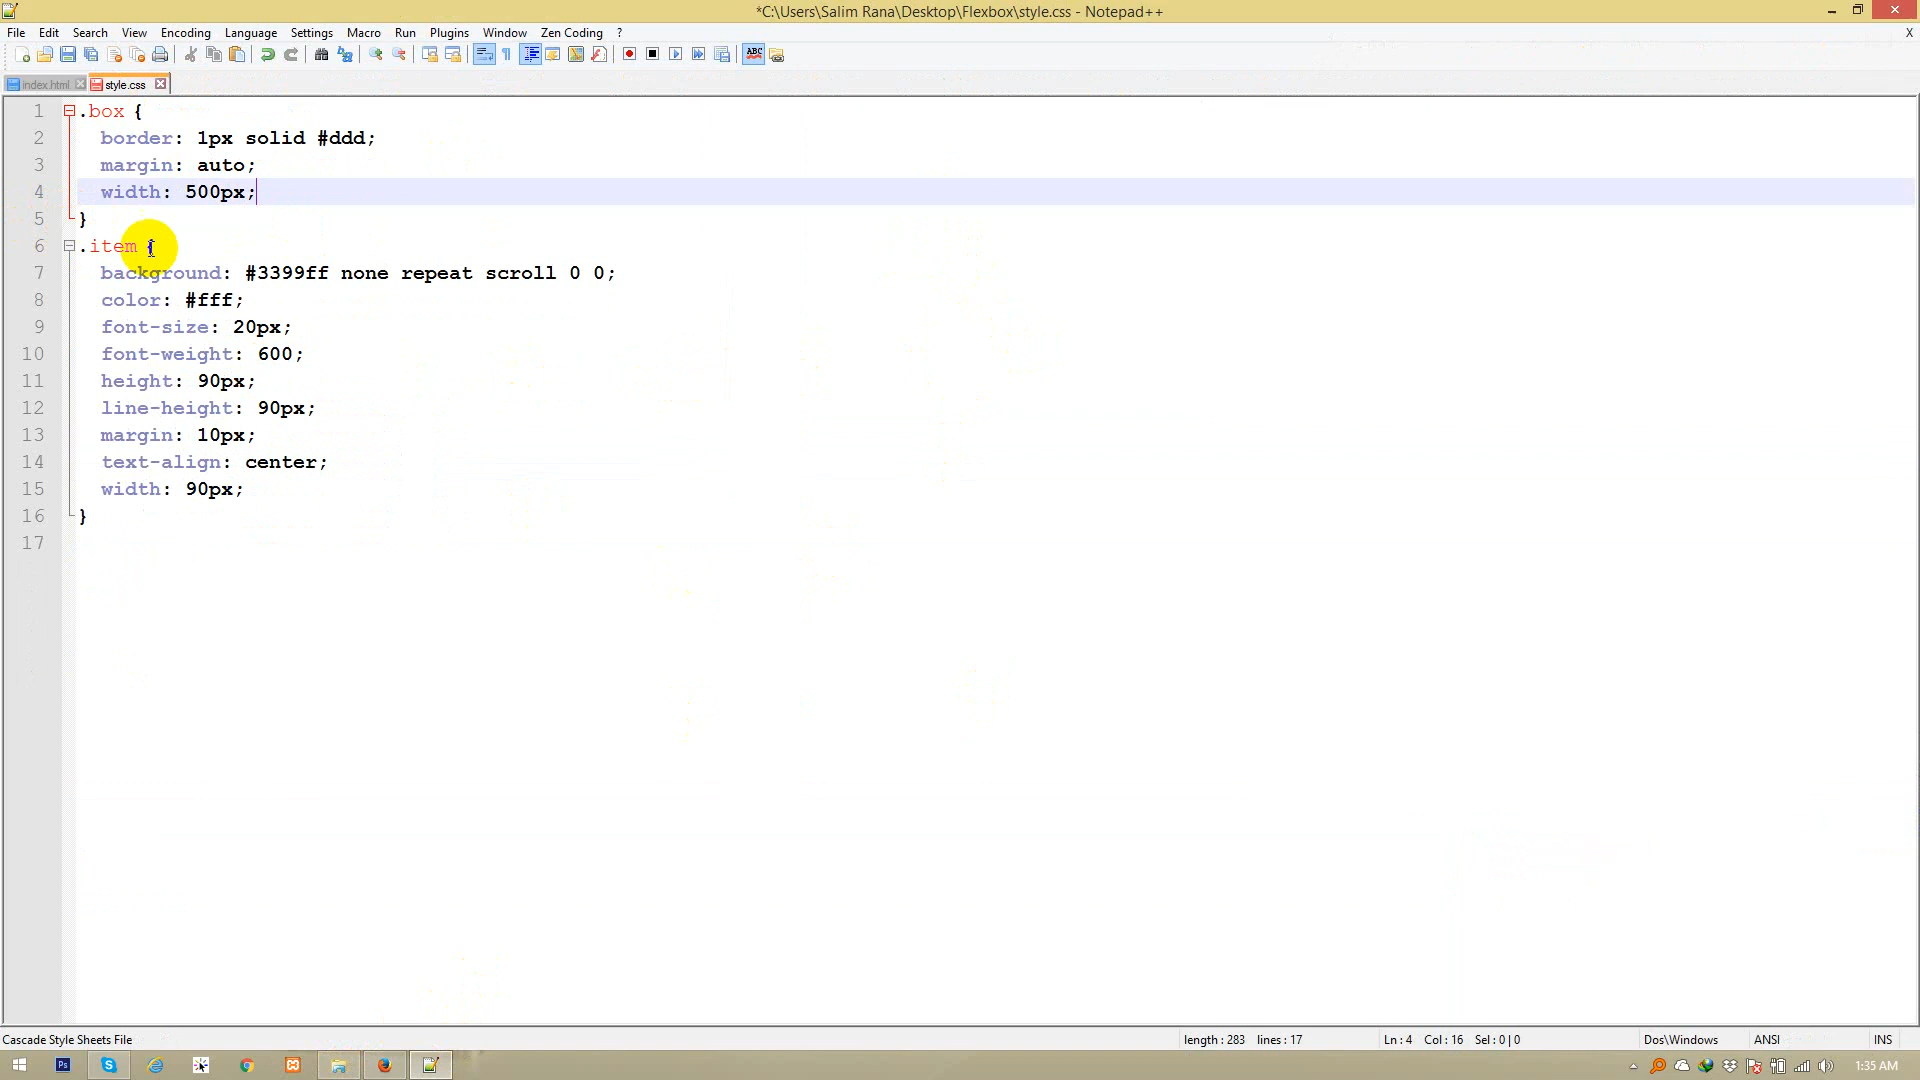 *C:\Users\Salim Rana\Desktop\Flexbox\style.css - Notepad++
File Edit Search View Encoding Language Settings Macro Run Plugins Window Zen Coding ? X
index.html style.css
1 .box {
2 border: 1px solid #ddd;
3 margin: auto;
4 width: 500px;
5 }
6 .item {
7 background: #3399ff none repeat scroll 0 0;
8 color: #fff;
9 font-size: 20px;
10 font-weight: 600;
11 height: 90px;
12 line-height: 90px;
13 margin: 10px;
14 text-align: center;
15 width: 90px;
16 }
17
Cascade Style Sheets File length : 283 lines : 17 Ln : 4 Col : 16 Sel : 0 | 0 Dos\Windows ANSI INS
Ps 1:35 AM